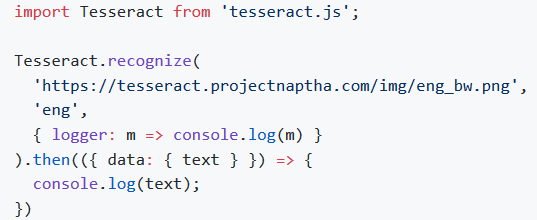 import Tesseract from 'tesseract.js';

Tesseract.recognize(
  'https://tesseract.projectnaptha.com/img/eng_bw.png',
  'eng',
  { logger: m => console.log(m) }
).then(({ data: { text } }) => {
  console.log(text);
})